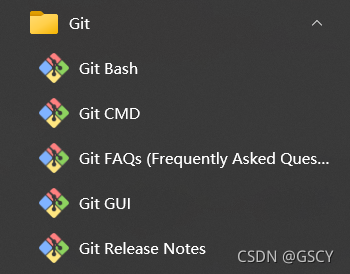 Git
Git Bash
Git CMD
Git FAQs (Frequently Asked Ques...
Git GUI
Git Release Notes
CSDN @GSCY